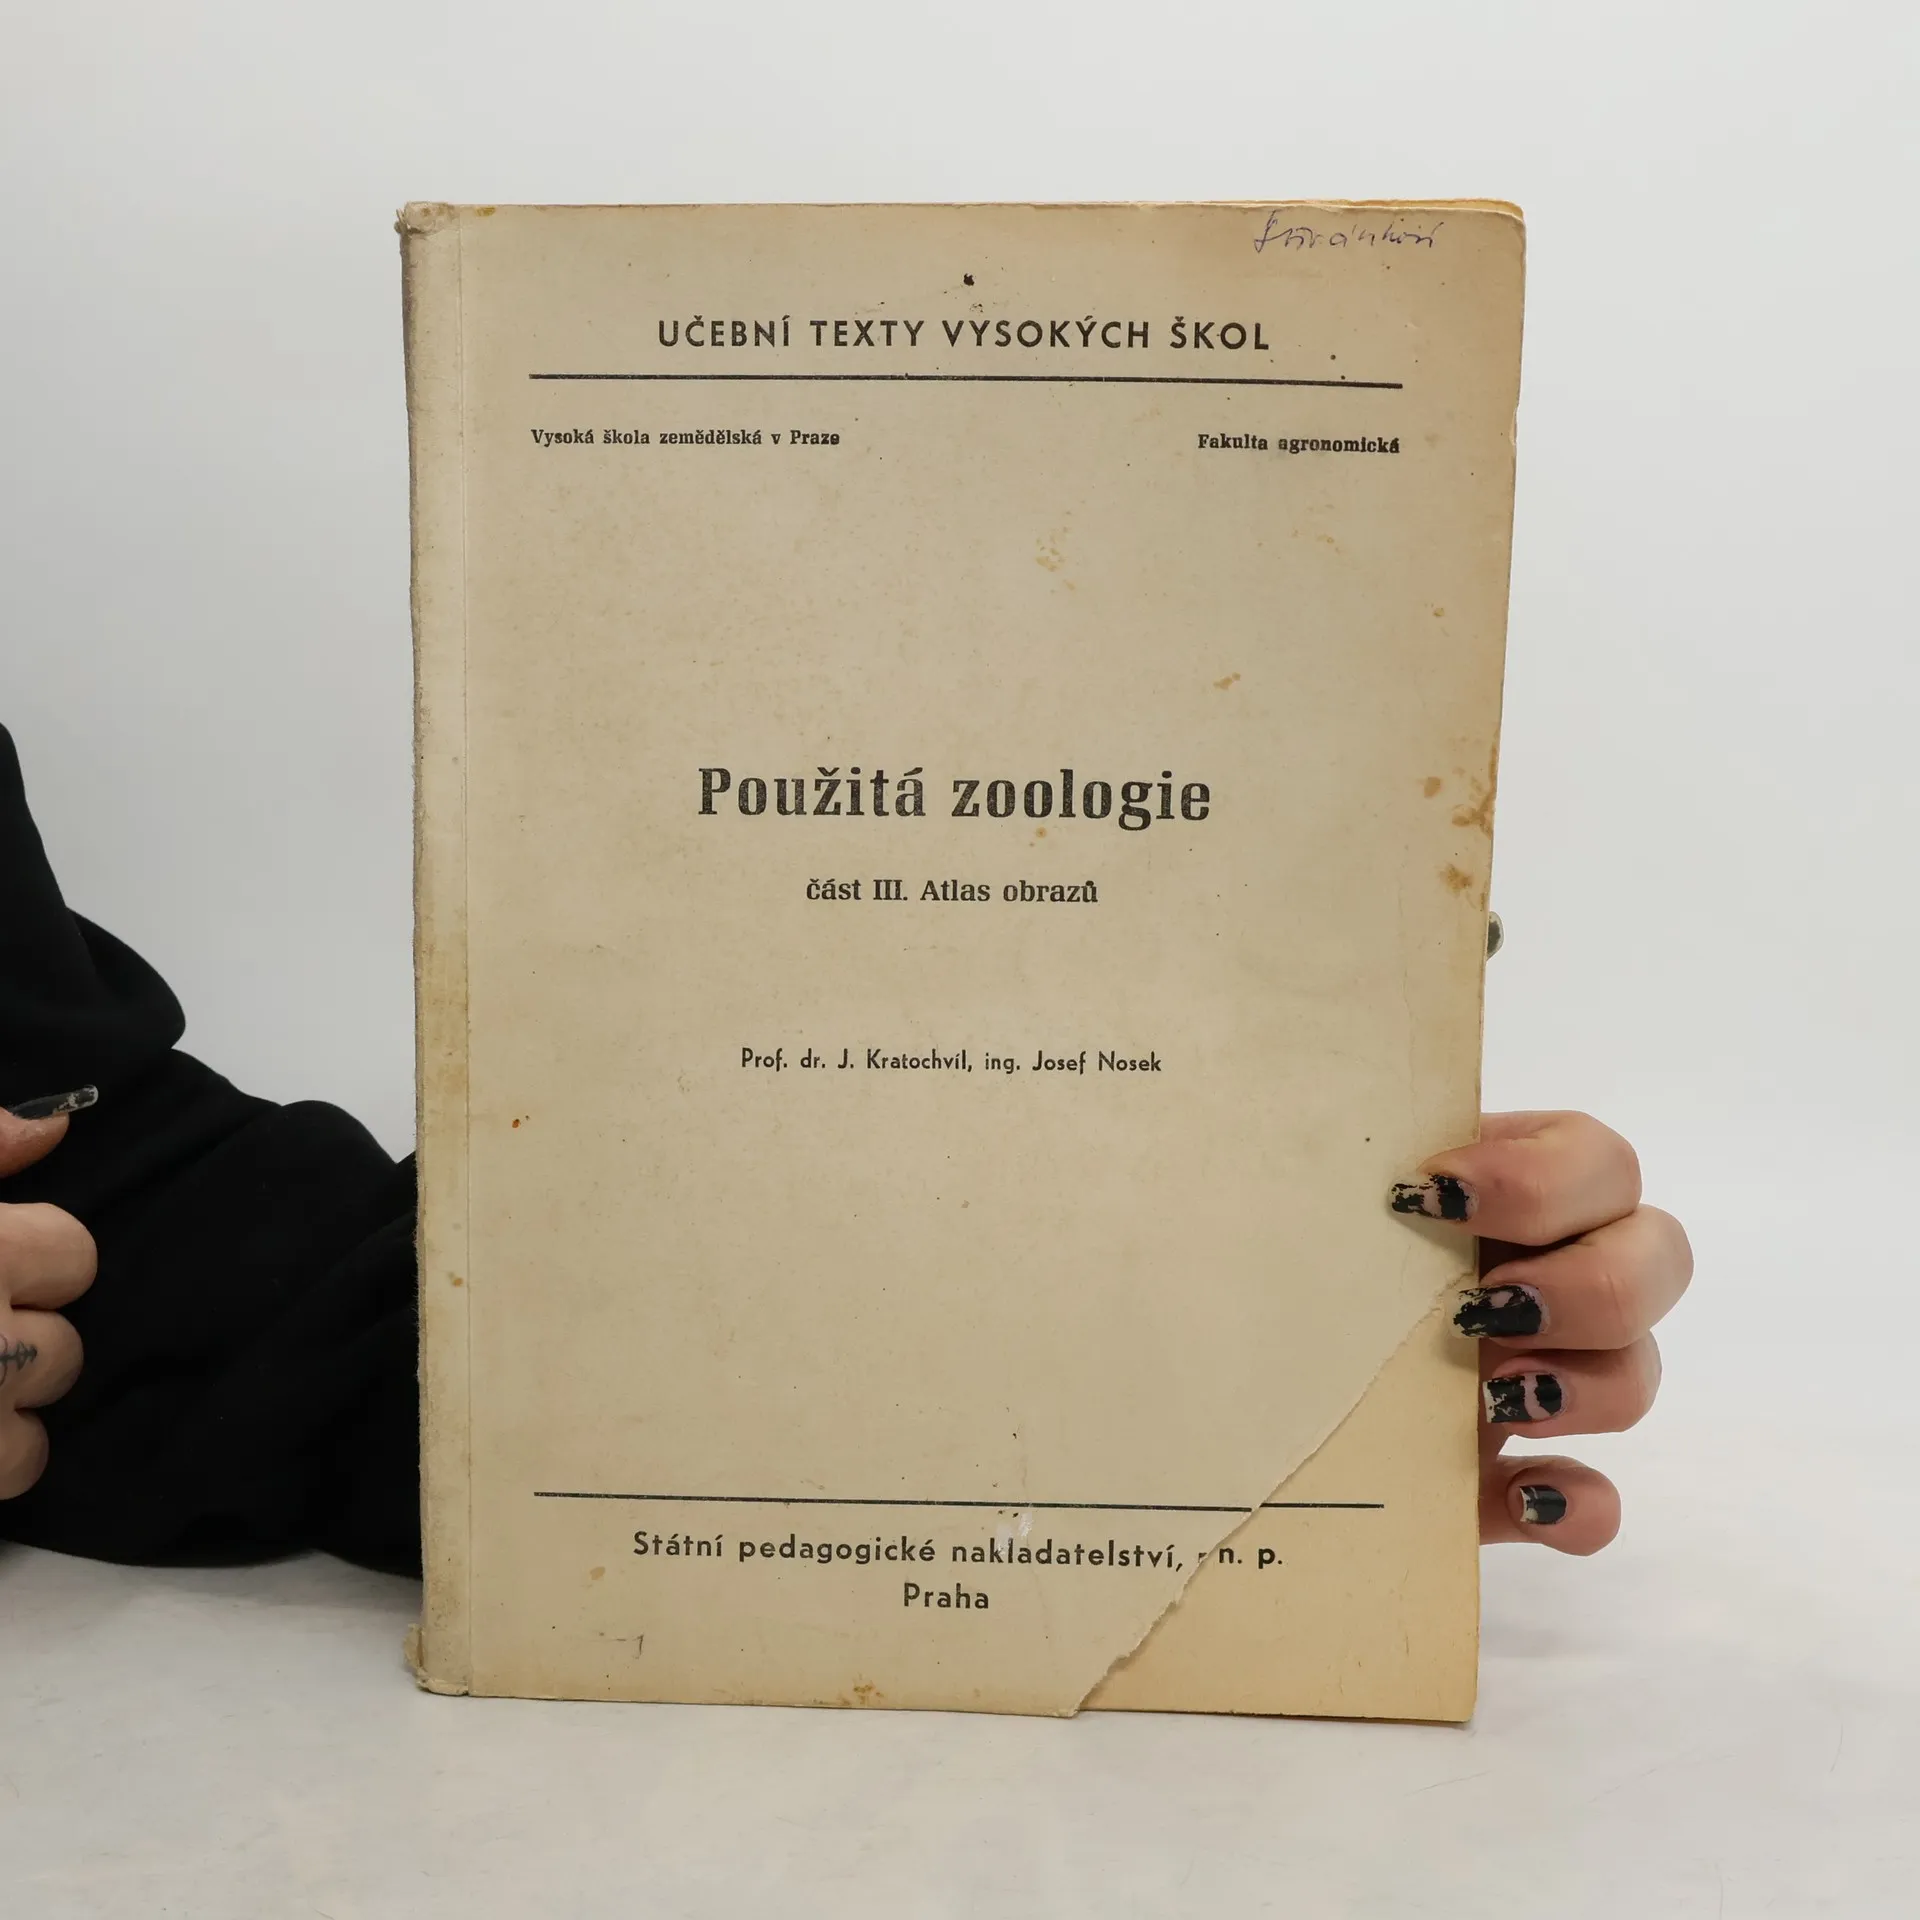 UČEBNÍ TEXTY VYSOKÝCH ŠKOL
Vysoká škola zemědělská v Praze
Fakulta agronomická
Použitá zoologie
část III. Atlas obrazů
Prof. dr. J. Kratochvíl, ing. Josef Nosek
Státní pedagogické nakladatelství, n. p.
Praha